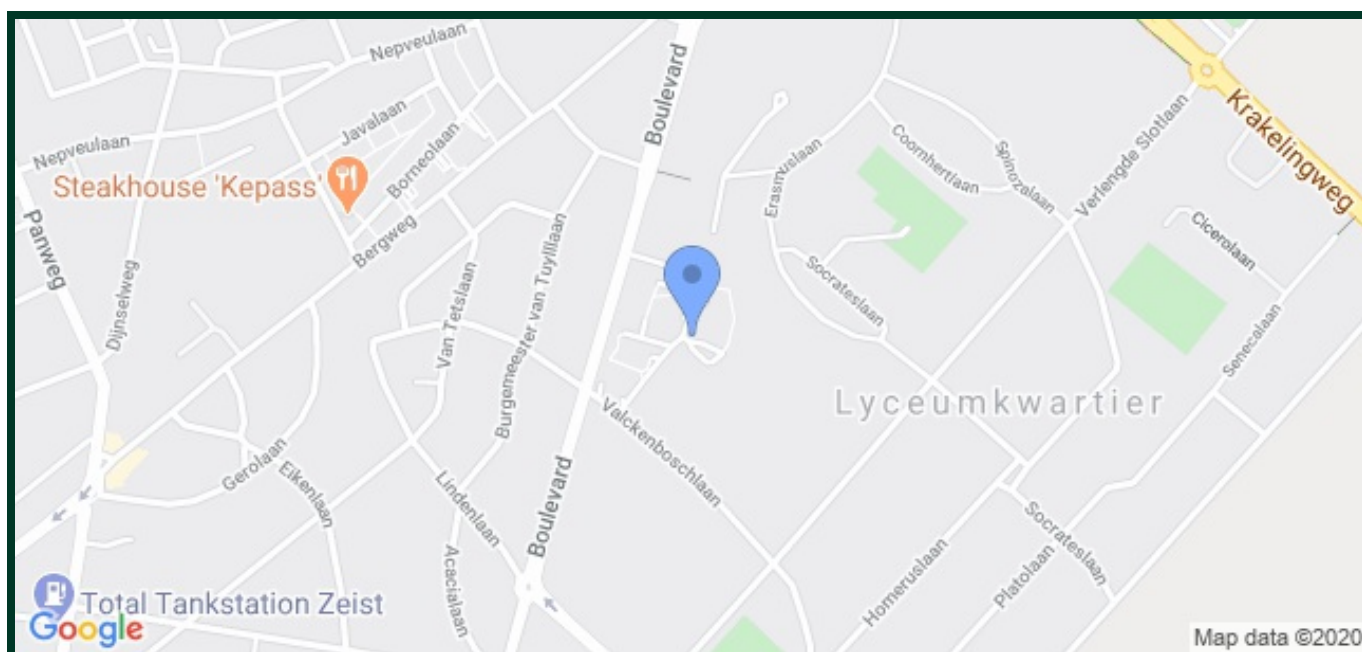 Nepveulaan
Boulevard
Krakelingweg
Javalaan
Nepveulaan
Borneolaan
Steakhouse 'Kepass'
Erasmuslaan
Coornhertlaan
Spinozalaan
Verlengde Slotlaan
Cicerolaan
Panweg
Bergweg
Dijnselweg
Van Tetslaan
Burgemeester van Tuylllaan
Socrateslaan
Senecalaan
Lyceumkwartier
Valckenboschlaan
Gerolaan
Eikenlaan
Lindenlaan
Boulevard
Acacialaan
Homeruslaan
Platolaan
Socrateslaan
Total Tankstation Zeist
Google
Map data ©2020